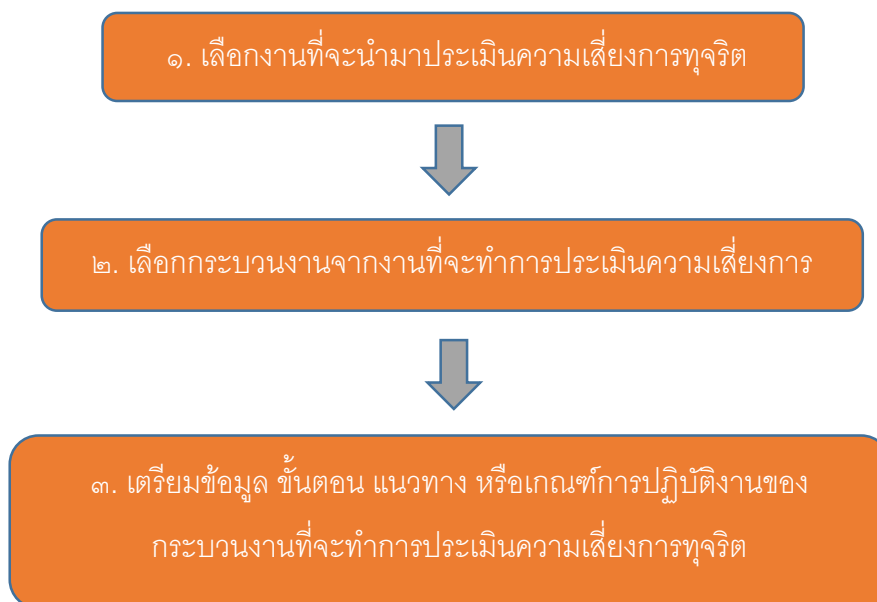 ๑. เลือกงานที่จะนำมาประเมินความเสี่ยงการทุจริต
๒. เลือกกระบวนงานจากงานที่จะทำการประเมินความเสี่ยงการ
๓. เตรียมข้อมูล ขั้นตอน แนวทาง หรือเกณฑ์การปฏิบัติงานของ
กระบวนงานที่จะทำการประเมินความเสี่ยงการทุจริต